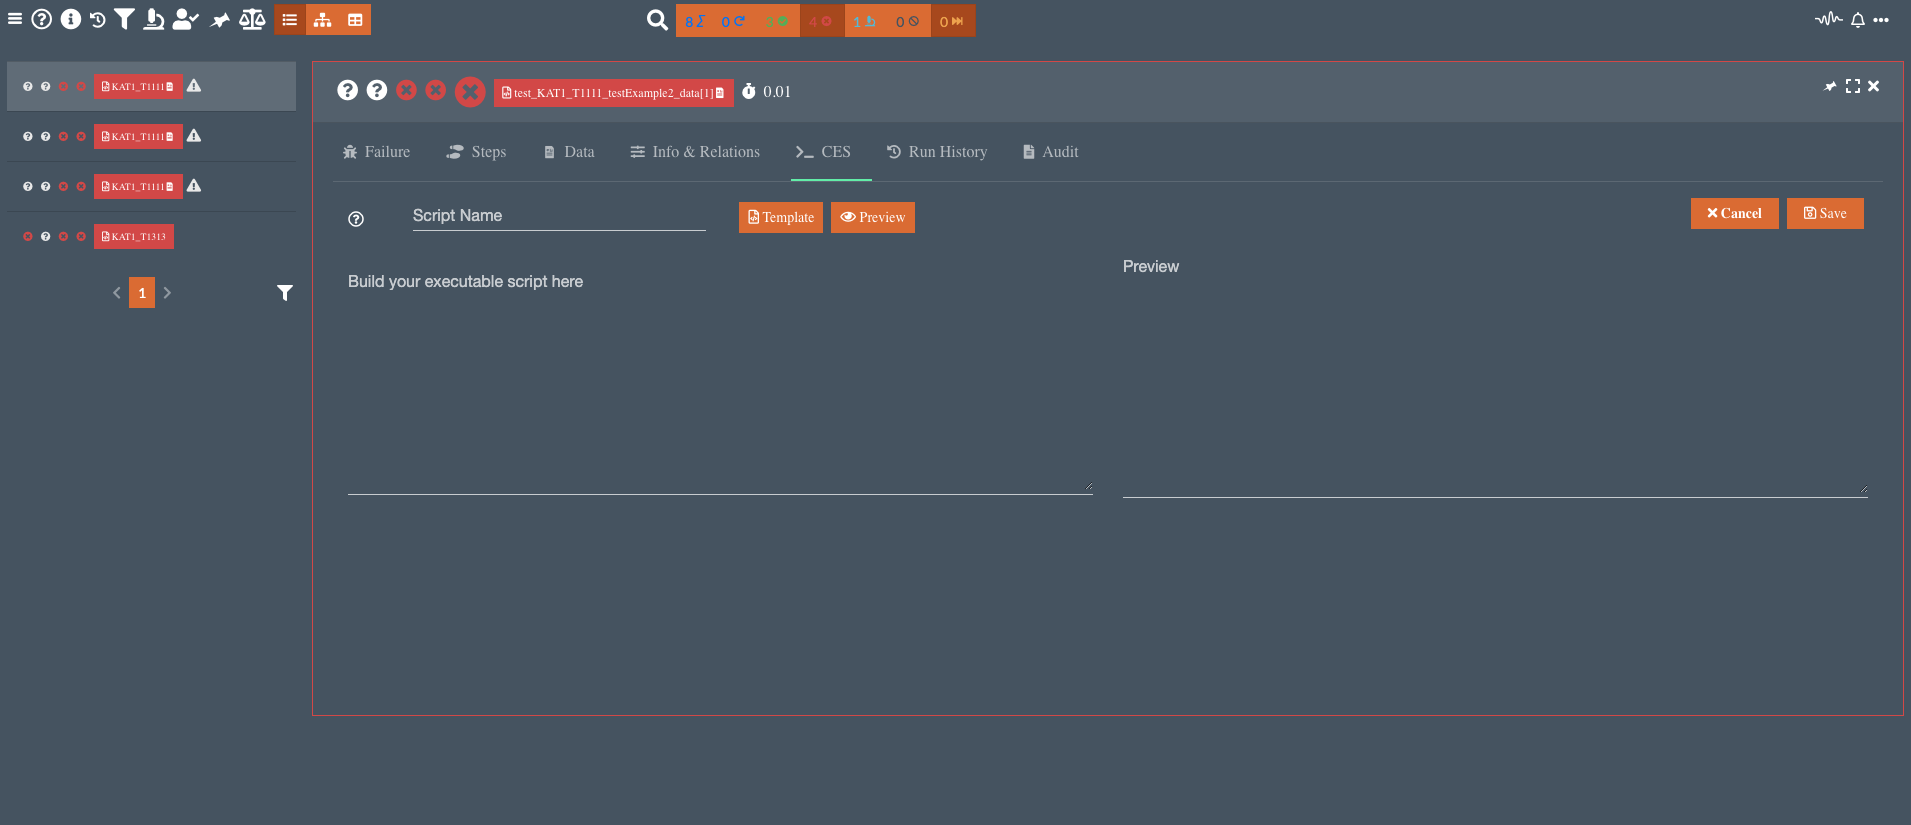 8 0 3 4 1 0 0
KAT1_T1111
KAT1_T1111
KAT1_T1111
KAT1_T1313
1
test_KAT1_T1111_testExample2_data[1] 0.01
Failure Steps Data Info & Relations CES Run History Audit
Script Name Template Preview Cancel Save
Build your executable script here
Preview